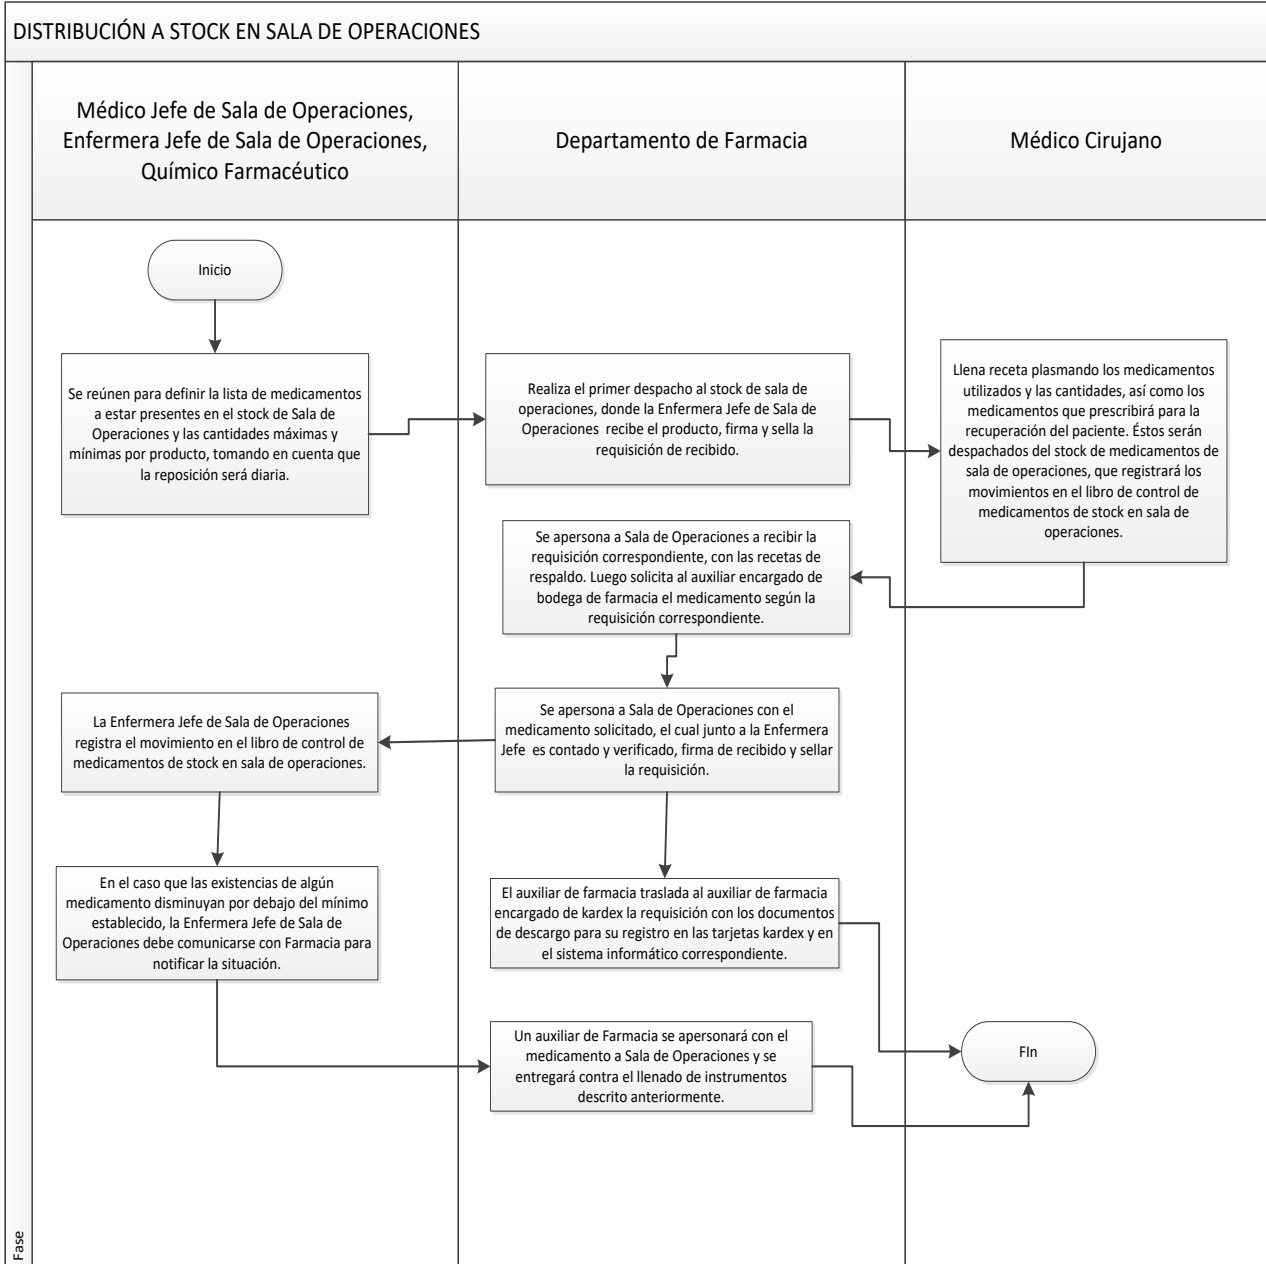 DISTRIBUCIÓN A STOCK EN SALA DE OPERACIONES
Médico Jefe de Sala de Operaciones,
Enfermera Jefe de Sala de Operaciones,
Químico Farmacéutico
Departamento de Farmacia
Médico Cirujano
Inicio
Se reúnen para definir la lista de medicamentos
a estar presentes en el stock de Sala de
Operaciones y las cantidades máximas y
mínimas por producto, tomando en cuenta que
la reposición será diaria.
Realiza el primer despacho al stock de sala de
operaciones, donde la Enfermera Jefe de Sala de
Operaciones recibe el producto, firma y sella la
requisición de recibido.
Llena receta plasmando los medicamentos
utilizados y las cantidades, así como los
medicamentos que prescribirá para la
recuperación del paciente. Éstos serán
despachados del stock de medicamentos de
sala de operaciones, que registrará los
movimientos en el libro de control de
medicamentos de stock en sala de
operaciones.
Se apersona a Sala de Operaciones a recibir la
requisición correspondiente, con las recetas de
respaldo. Luego solicita al auxiliar encargado de
bodega de farmacia el medicamento según la
requisición correspondiente.
Se apersona a Sala de Operaciones con el
medicamento solicitado, el cual junto a la Enfermera
Jefe es contado y verificado, firma de recibido y sellar
la requisición.
La Enfermera Jefe de Sala de Operaciones
registra el movimiento en el libro de control de
medicamentos de stock en sala de operaciones.
En el caso que las existencias de algún
medicamento disminuyan por debajo del mínimo
establecido, la Enfermera Jefe de Sala de
Operaciones debe comunicarse con Farmacia para
notificar la situación.
El auxiliar de farmacia traslada al auxiliar de farmacia
encargado de kardex la requisición con los documentos
de descargo para su registro en las tarjetas kardex y en
el sistema informático correspondiente.
Un auxiliar de Farmacia se apersonará con el
medicamento a Sala de Operaciones y se
entregará contra el llenado de instrumentos
descrito anteriormente.
FIn
Fase